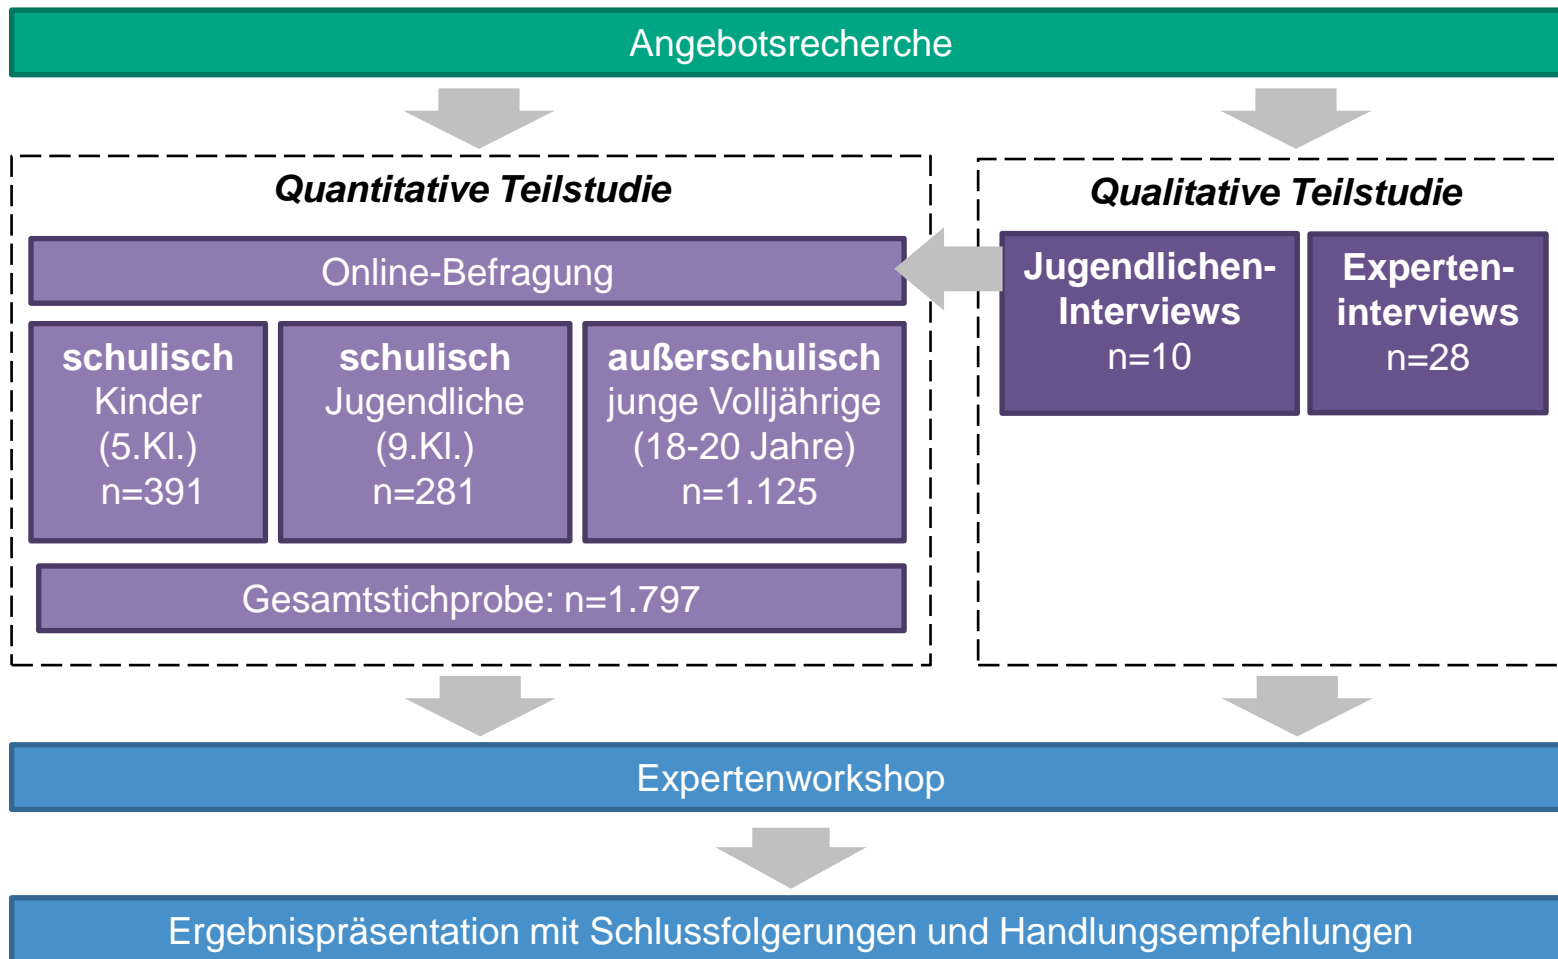 Angebotsrecherche
Quantitative Teilstudie
Online-Befragung
schulisch
Kinder
(5.Kl.)
n=391
schulisch
Jugendliche
(9.Kl.)
n=281
außerschulisch
junge Volljährige
(18-20 Jahre)
n=1.125
Gesamtstichprobe: n=1.797
Qualitative Teilstudie
Jugendlichen-
Interviews
n=10
Experten-
interviews
n=28
Expertenworkshop
Ergebnispräsentation mit Schlussfolgerungen und Handlungsempfehlungen